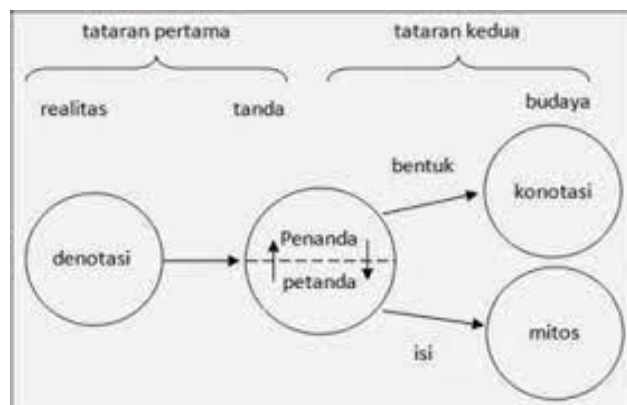 tataran pertama
tataran kedua
realitas
tanda
budaya
bentuk
konotasi
denotasi
Penanda
petanda
isi
mitos